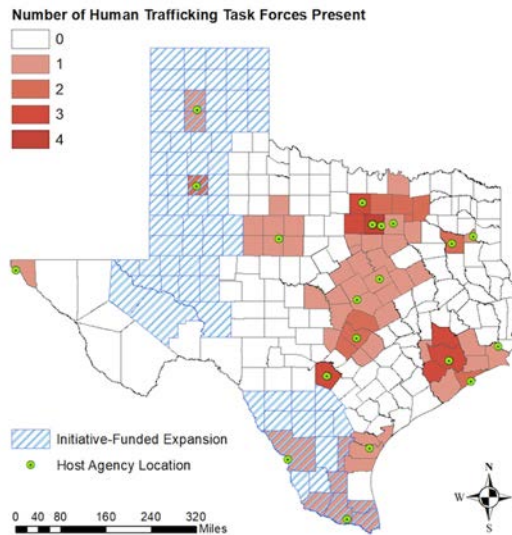 Number of Human Trafficking Task Forces Present
0
1
2
3
4
Initiative-Funded Expansion
Host Agency Location
N
W E
S
0 40 80 160 240 320
Miles